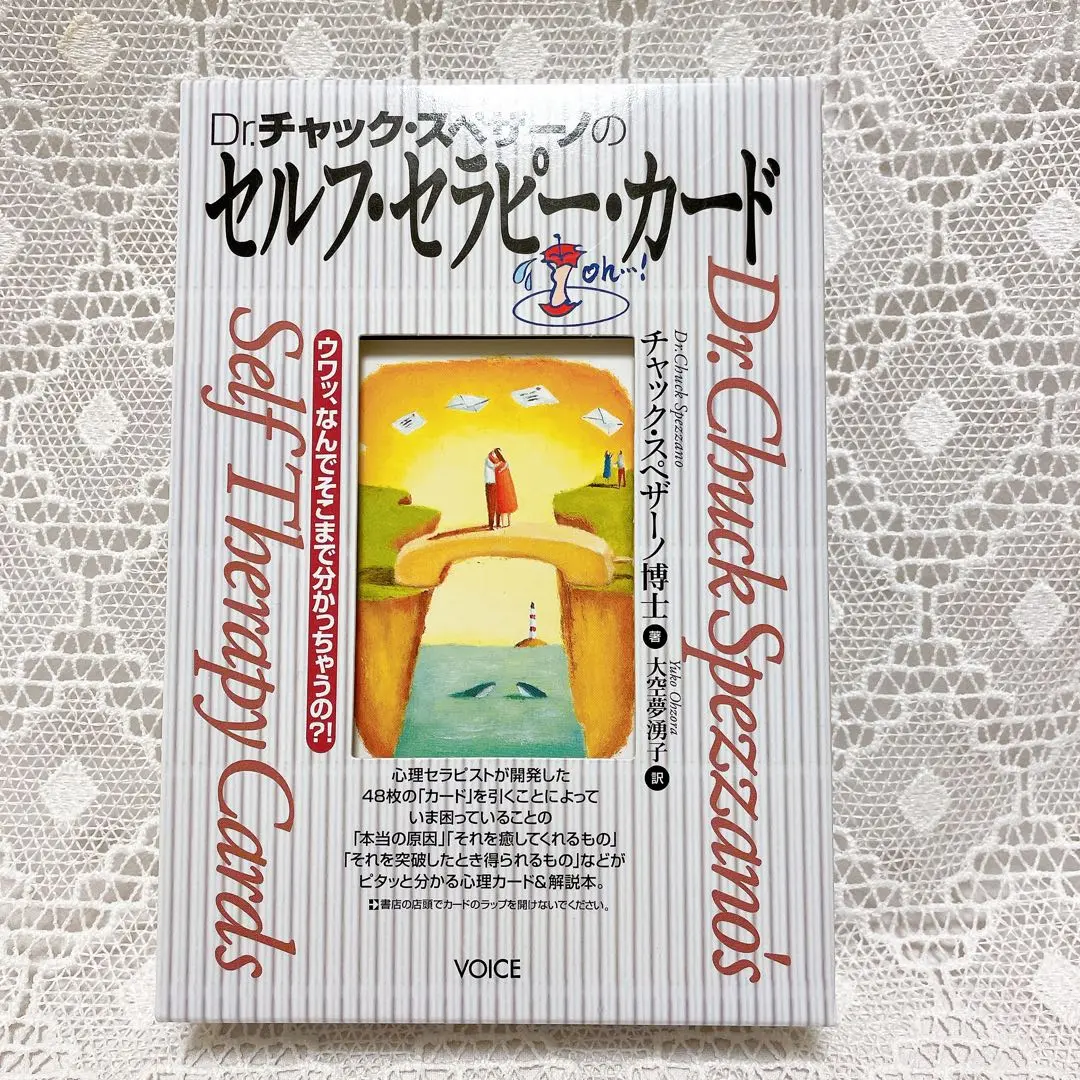 Dr.チャック・スペザーノの
セルフ・セラピー・カード
oh…!
Dr.Chuck Spezzano's
Self Therapy Cards
ウワッ、なんでそこまで分かっちゃうの?!
Dr.Chuck Spezzano
チャック・スペザーノ博士 著
Yuko Ohzora
大空夢湧子 訳
心理セラピストが開発した
48枚の「カード」を引くことによって
いま困っていることの
「本当の原因」「それを癒してくれるもの」
「それを突破したとき得られるもの」などが
ピタッと分かる心理カード&解説本。
書店の店頭でカードのラップを開けないでください。
VOICE